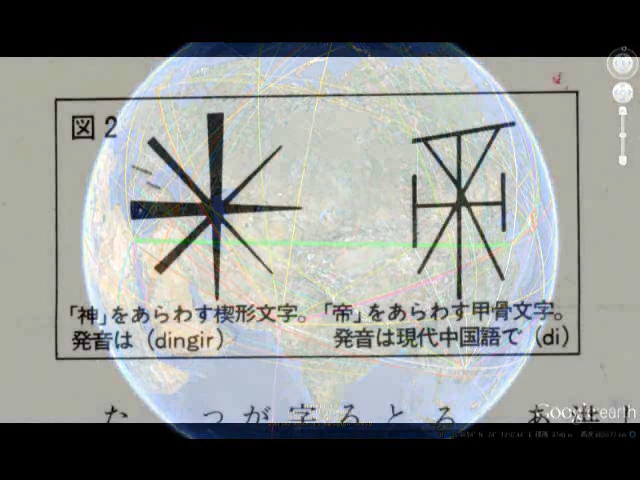 図2
「神」をあらわす楔形文字。
発音は（dingir）
「帝」をあらわす甲骨文字。
発音は現代中国語で（di）
Google earth